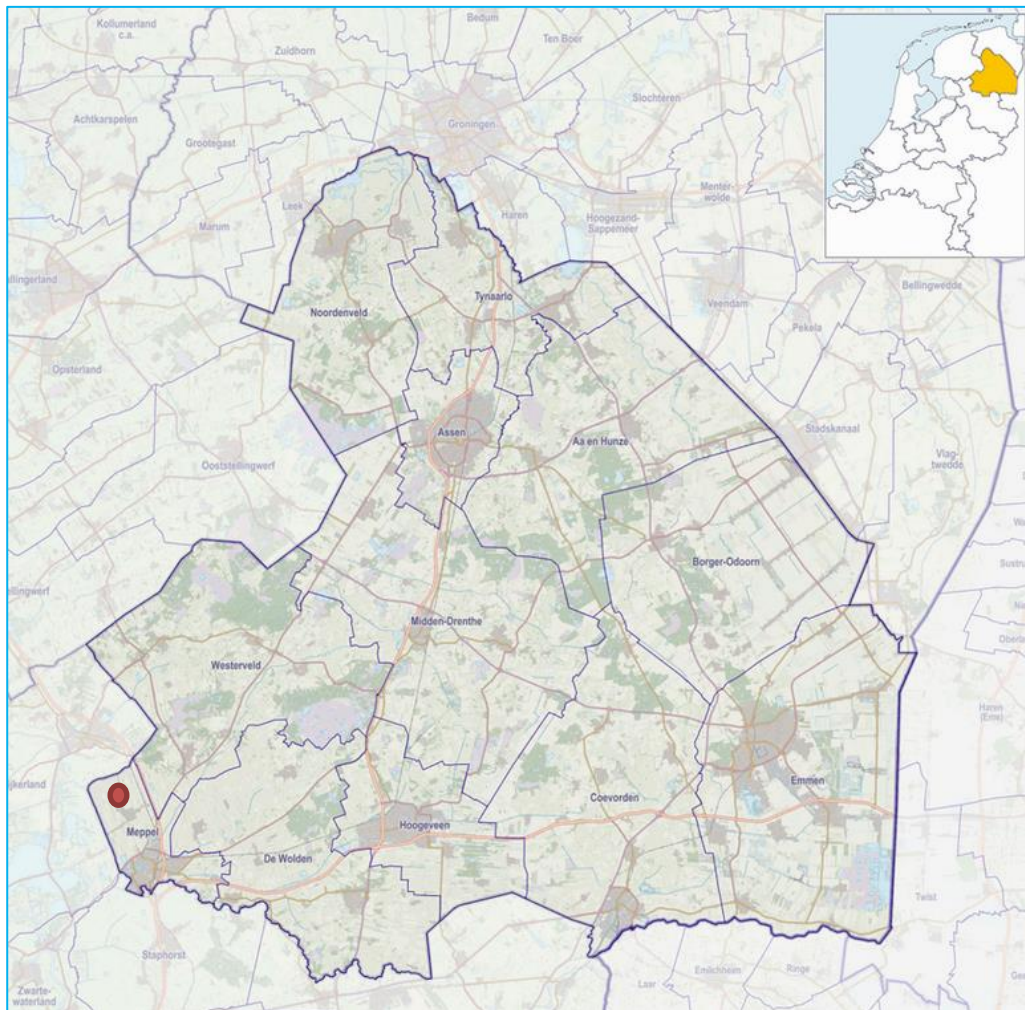 Kollumerland
c.a.
Bedum
Zuidhorn
Ten Boer
Achtkarspelen
Slochteren
Groningen
Grootegast
Leek
Menter-
wolde
Haren
Marum
Hoogezand-
Sappemeer
Bellingwedde
Tynaarlo
Veendam
Noordenveld
Pekela
Opsterland
Assen
Aa en Hunze
Stadskanaal
Ooststellingwerf
Vlag-
twedde
Borger-Odoorn
Midden-Drenthe
Westerveld
Haren
(Ems)
Emmen
Coevorden
Hoogeveen
Meppel
De Wolden
Twist
Staphorst
Emlichheim
Ringe
Laar
Zwarte-
waterland